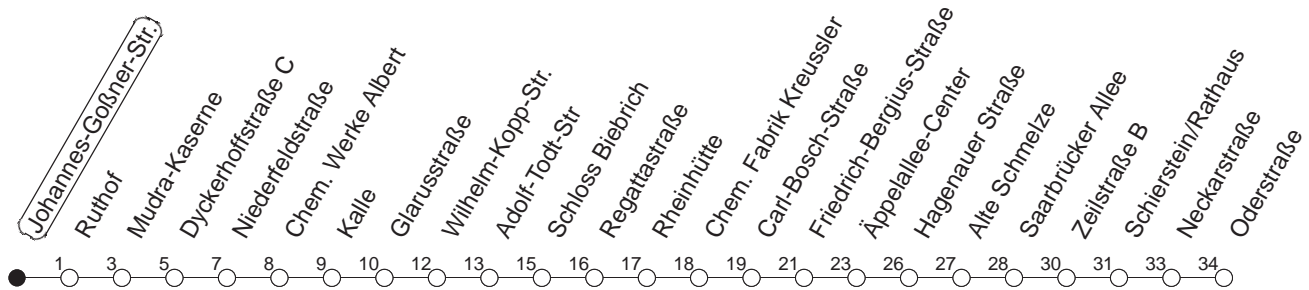 Johannes-Goßner-Str.
Ruthof
Mudra-Kaserne
Dyckerhoffstraße C
Niederfeldstraße
Chem. Werke Albert
Kalle
Glarusstraße
Wilhelm-Kopp-Str.
Adolf-Todt-Str
Schloss Biebrich
Regattastraße
Rheinhütte
Chem. Fabrik Kreussler
Carl-Bosch-Straße
Friedrich-Bergius-Straße
Äppelallee-Center
Hagenauer Straße
Alte Schmelze
Saarbrücker Allee
Zeilstraße B
Schierstein/Rathaus
Neckarstraße
Oderstraße
1 3 5 7 8 9 10 12 13 15 16 17 18 19 21 23 26 27 28 30 31 33 34